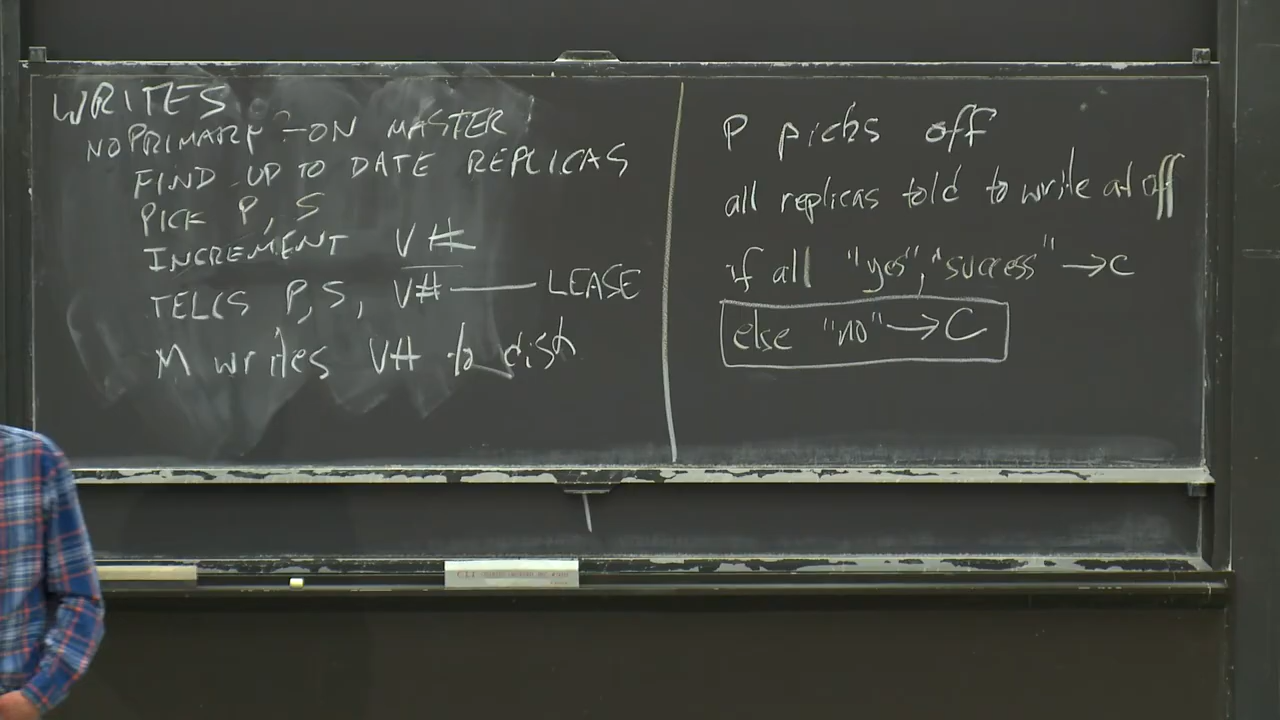 WRITES
NO PRIMARY - ON MASTER
FIND UP TO DATE REPLICAS
PICK P, S
INCREMENT V#
TELLS P, S, V# — LEASE
M writes V# to disk
P picks off
all replicas told to write at off
if all "yes", "success" → C
else "no" → C